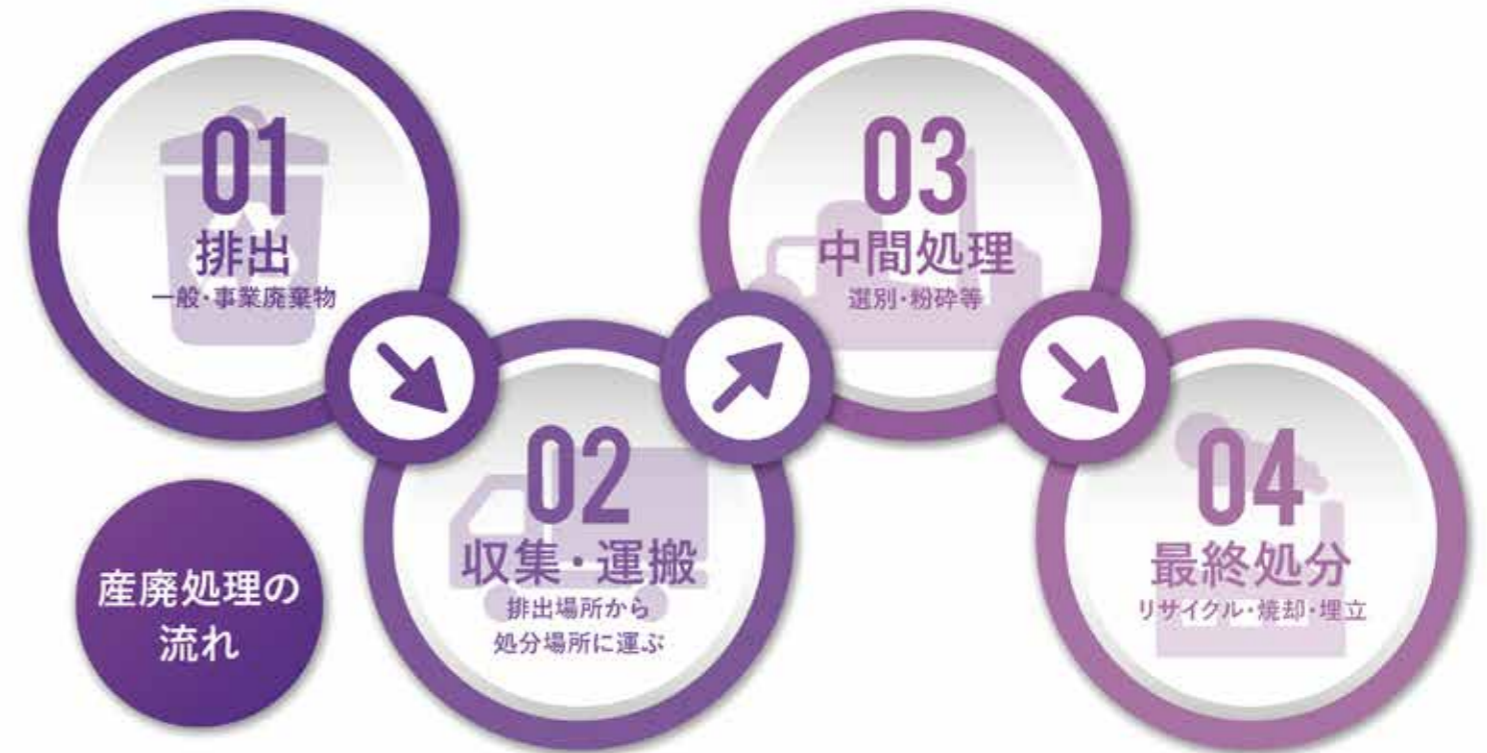 01
排出
一般・事業廃棄物
02
収集・運搬
排出場所から
処分場所に運ぶ
03
中間処理
選別・粉砕等
04
最終処分
リサイクル・焼却・埋立
産廃処理の
流れ